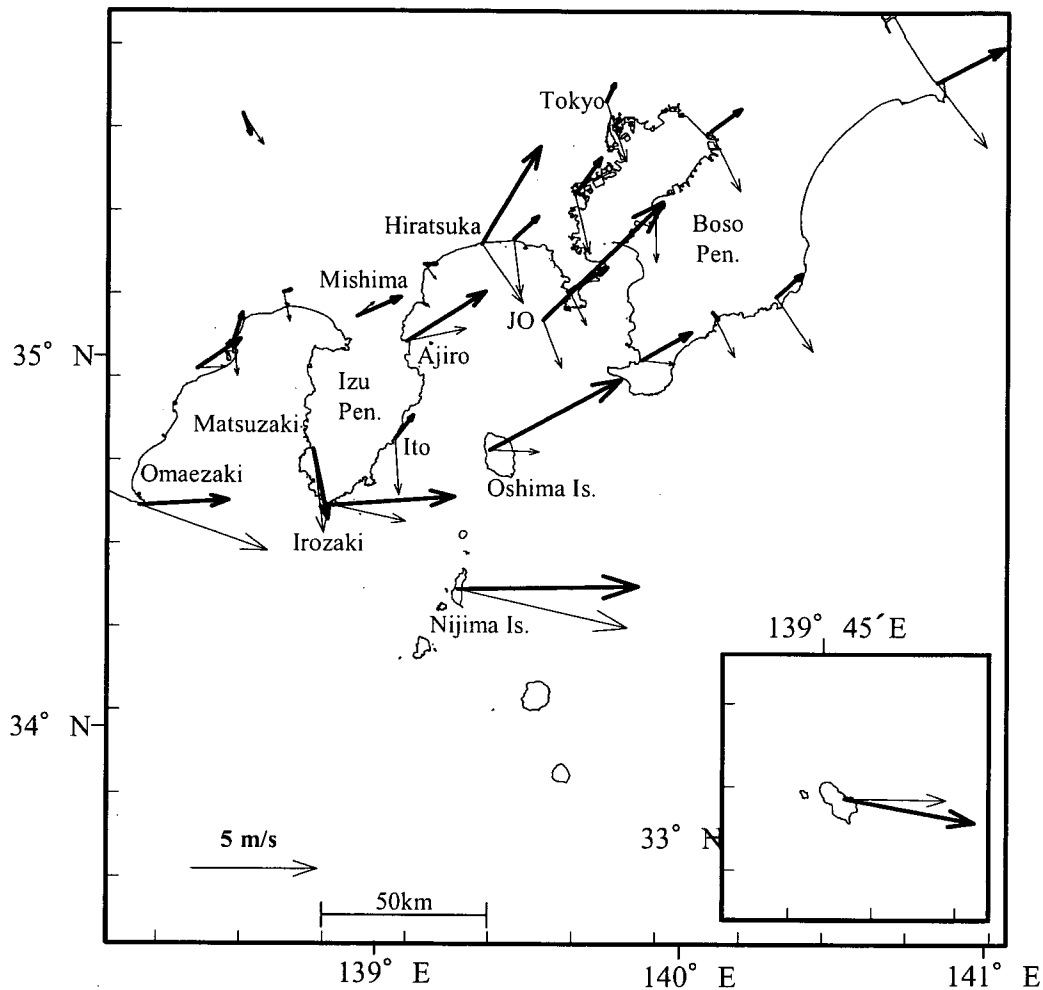 Tokyo
Hiratsuka
Boso
Pen.
Mishima
JO
35° N
Ajiro
Izu
Pen.
Matsuzaki
Ito
Omaezaki
Oshima Is.
Irozaki
Nijima Is.
139° 45´E
34° N
5 m/s
33° N
50km
139° E
140° E
141° E